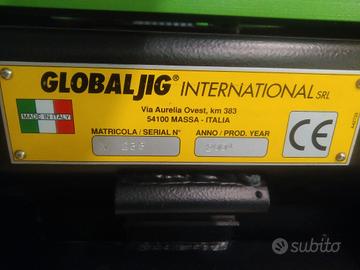 GLOBALJIG® INTERNATIONAL SRL
Via Aurelia Ovest, km 383
54100 MASSA - ITALIA
MADE IN ITALY
MATRICOLA / SERIAL N°
ANNO / PROD. YEAR
CE
subito